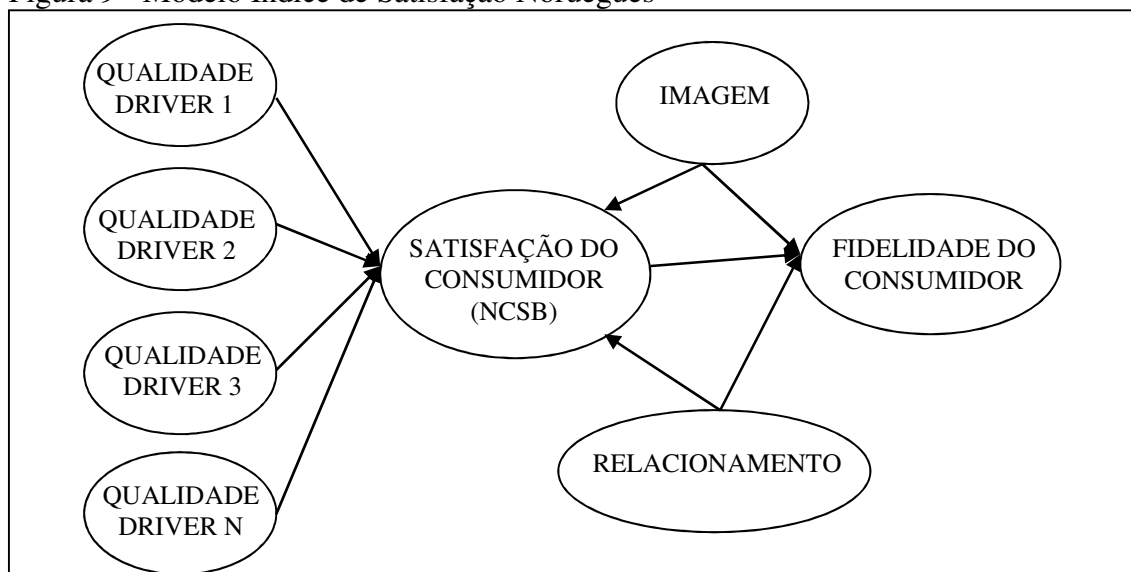 Figura 9 - Modelo Índice de Satisfação Norueguês
QUALIDADE
DRIVER 1
QUALIDADE
DRIVER 2
QUALIDADE
DRIVER 3
QUALIDADE
DRIVER N
SATISFAÇÃO DO
CONSUMIDOR
(NCSB)
IMAGEM
RELACIONAMENTO
FIDELIDADE DO
CONSUMIDOR